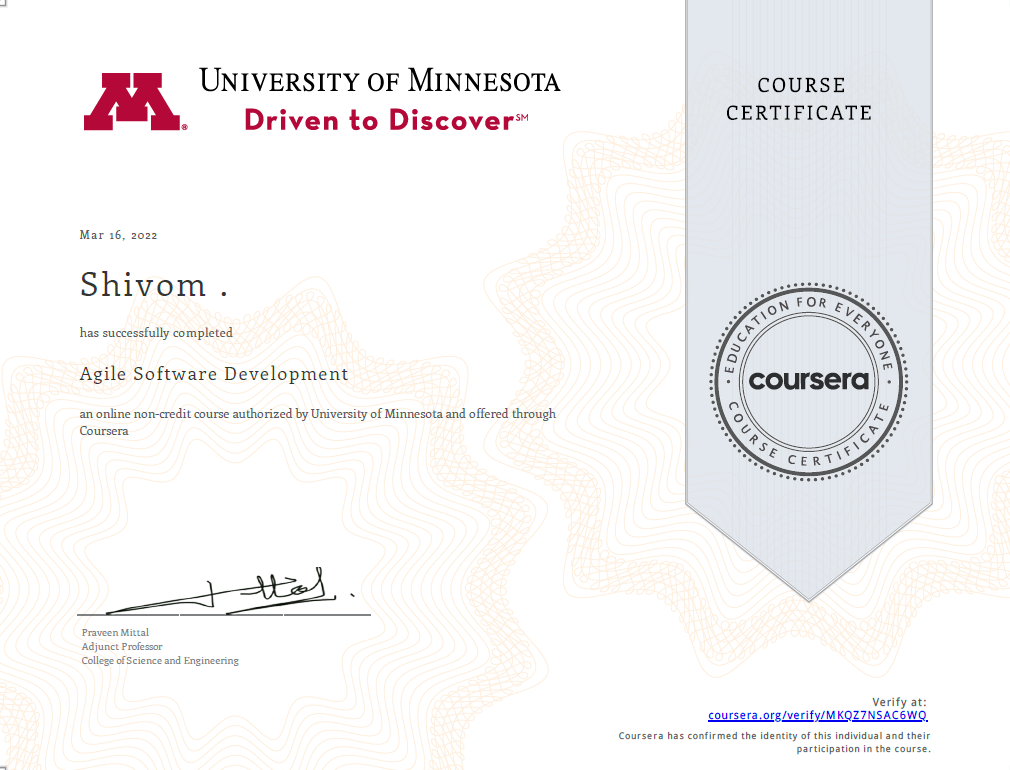 UNIVERSITY OF MINNESOTA
Driven to Discover℠
COURSE
CERTIFICATE
Mar 16, 2022
Shivom .
has successfully completed
Agile Software Development
an online non-credit course authorized by University of Minnesota and offered through
Coursera
EDUCATION FOR EVERYONE
coursera
COURSE CERTIFICATE
Praveen Mittal
Adjunct Professor
College of Science and Engineering
Verify at:
coursera.org/verify/MKQZ7NSAC6WQ
Coursera has confirmed the identity of this individual and their
participation in the course.